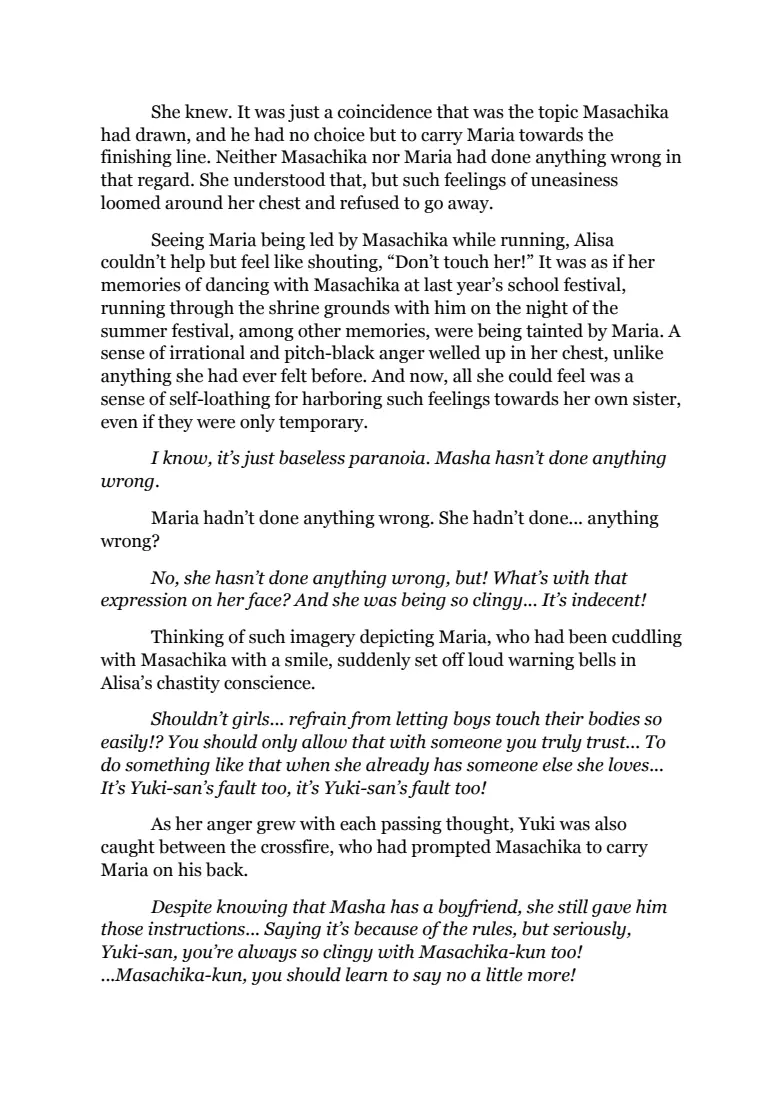 She knew. It was just a coincidence that was the topic Masachika
had drawn, and he had no choice but to carry Maria towards the
finishing line. Neither Masachika nor Maria had done anything wrong in
that regard. She understood that, but such feelings of uneasiness
loomed around her chest and refused to go away.
Seeing Maria being led by Masachika while running, Alisa
couldn’t help but feel like shouting, “Don’t touch her!” It was as if her
memories of dancing with Masachika at last year’s school festival,
running through the shrine grounds with him on the night of the
summer festival, among other memories, were being tainted by Maria. A
sense of irrational and pitch-black anger welled up in her chest, unlike
anything she had ever felt before. And now, all she could feel was a
sense of self-loathing for harboring such feelings towards her own sister,
even if they were only temporary.
I know, it’s just baseless paranoia. Masha hasn’t done anything
wrong.
Maria hadn’t done anything wrong. She hadn’t done... anything
wrong?
No, she hasn’t done anything wrong, but! What’s with that
expression on her face? And she was being so clingy... It’s indecent!
Thinking of such imagery depicting Maria, who had been cuddling
with Masachika with a smile, suddenly set off loud warning bells in
Alisa’s chastity conscience.
Shouldn’t girls... refrain from letting boys touch their bodies so
easily!? You should only allow that with someone you truly trust... To
do something like that when she already has someone else she loves...
It’s Yuki-san’s fault too, it’s Yuki-san’s fault too!
As her anger grew with each passing thought, Yuki was also
caught between the crossfire, who had prompted Masachika to carry
Maria on his back.
Despite knowing that Masha has a boyfriend, she still gave him
those instructions... Saying it’s because of the rules, but seriously,
Yuki-san, you’re always so clingy with Masachika-kun too!
...Masachika-kun, you should learn to say no a little more!